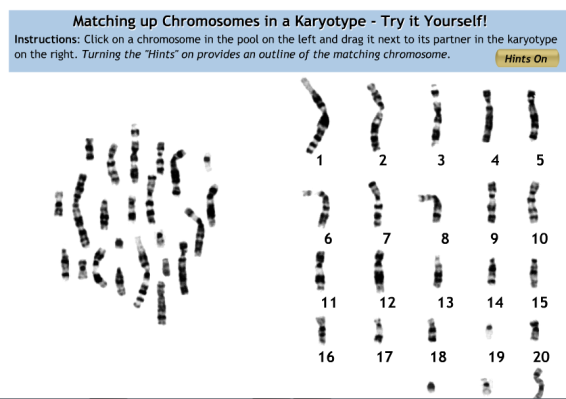 Matching up Chromosomes in a Karyotype - Try it Yourself!
Instructions: Click on a chromosome in the pool on the left and drag it next to its partner in the karyotype
on the right. Turning the "Hints" on provides an outline of the matching chromosome.
Hints On
1 2 3 4 5
6 7 8 9 10
11 12 13 14 15
16 17 18 19 20